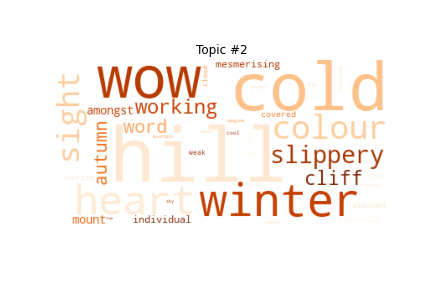 Topic #2
mesmerising
wow
cold
cloud
sight
amongst
working
covered
word
colour
autumn
hill
cool
weak
slippery
cliff
heart
winter
sky
mount
individual